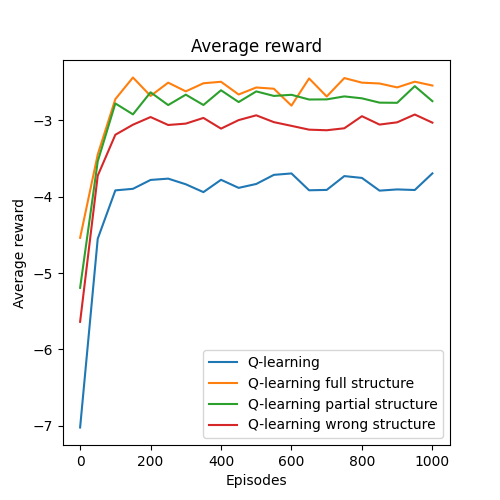 Average reward
Average reward
−3
−4
−5
−6
−7
Q-learning
Q-learning full structure
Q-learning partial structure
Q-learning wrong structure
0 200 400 600 800 1000
Episodes